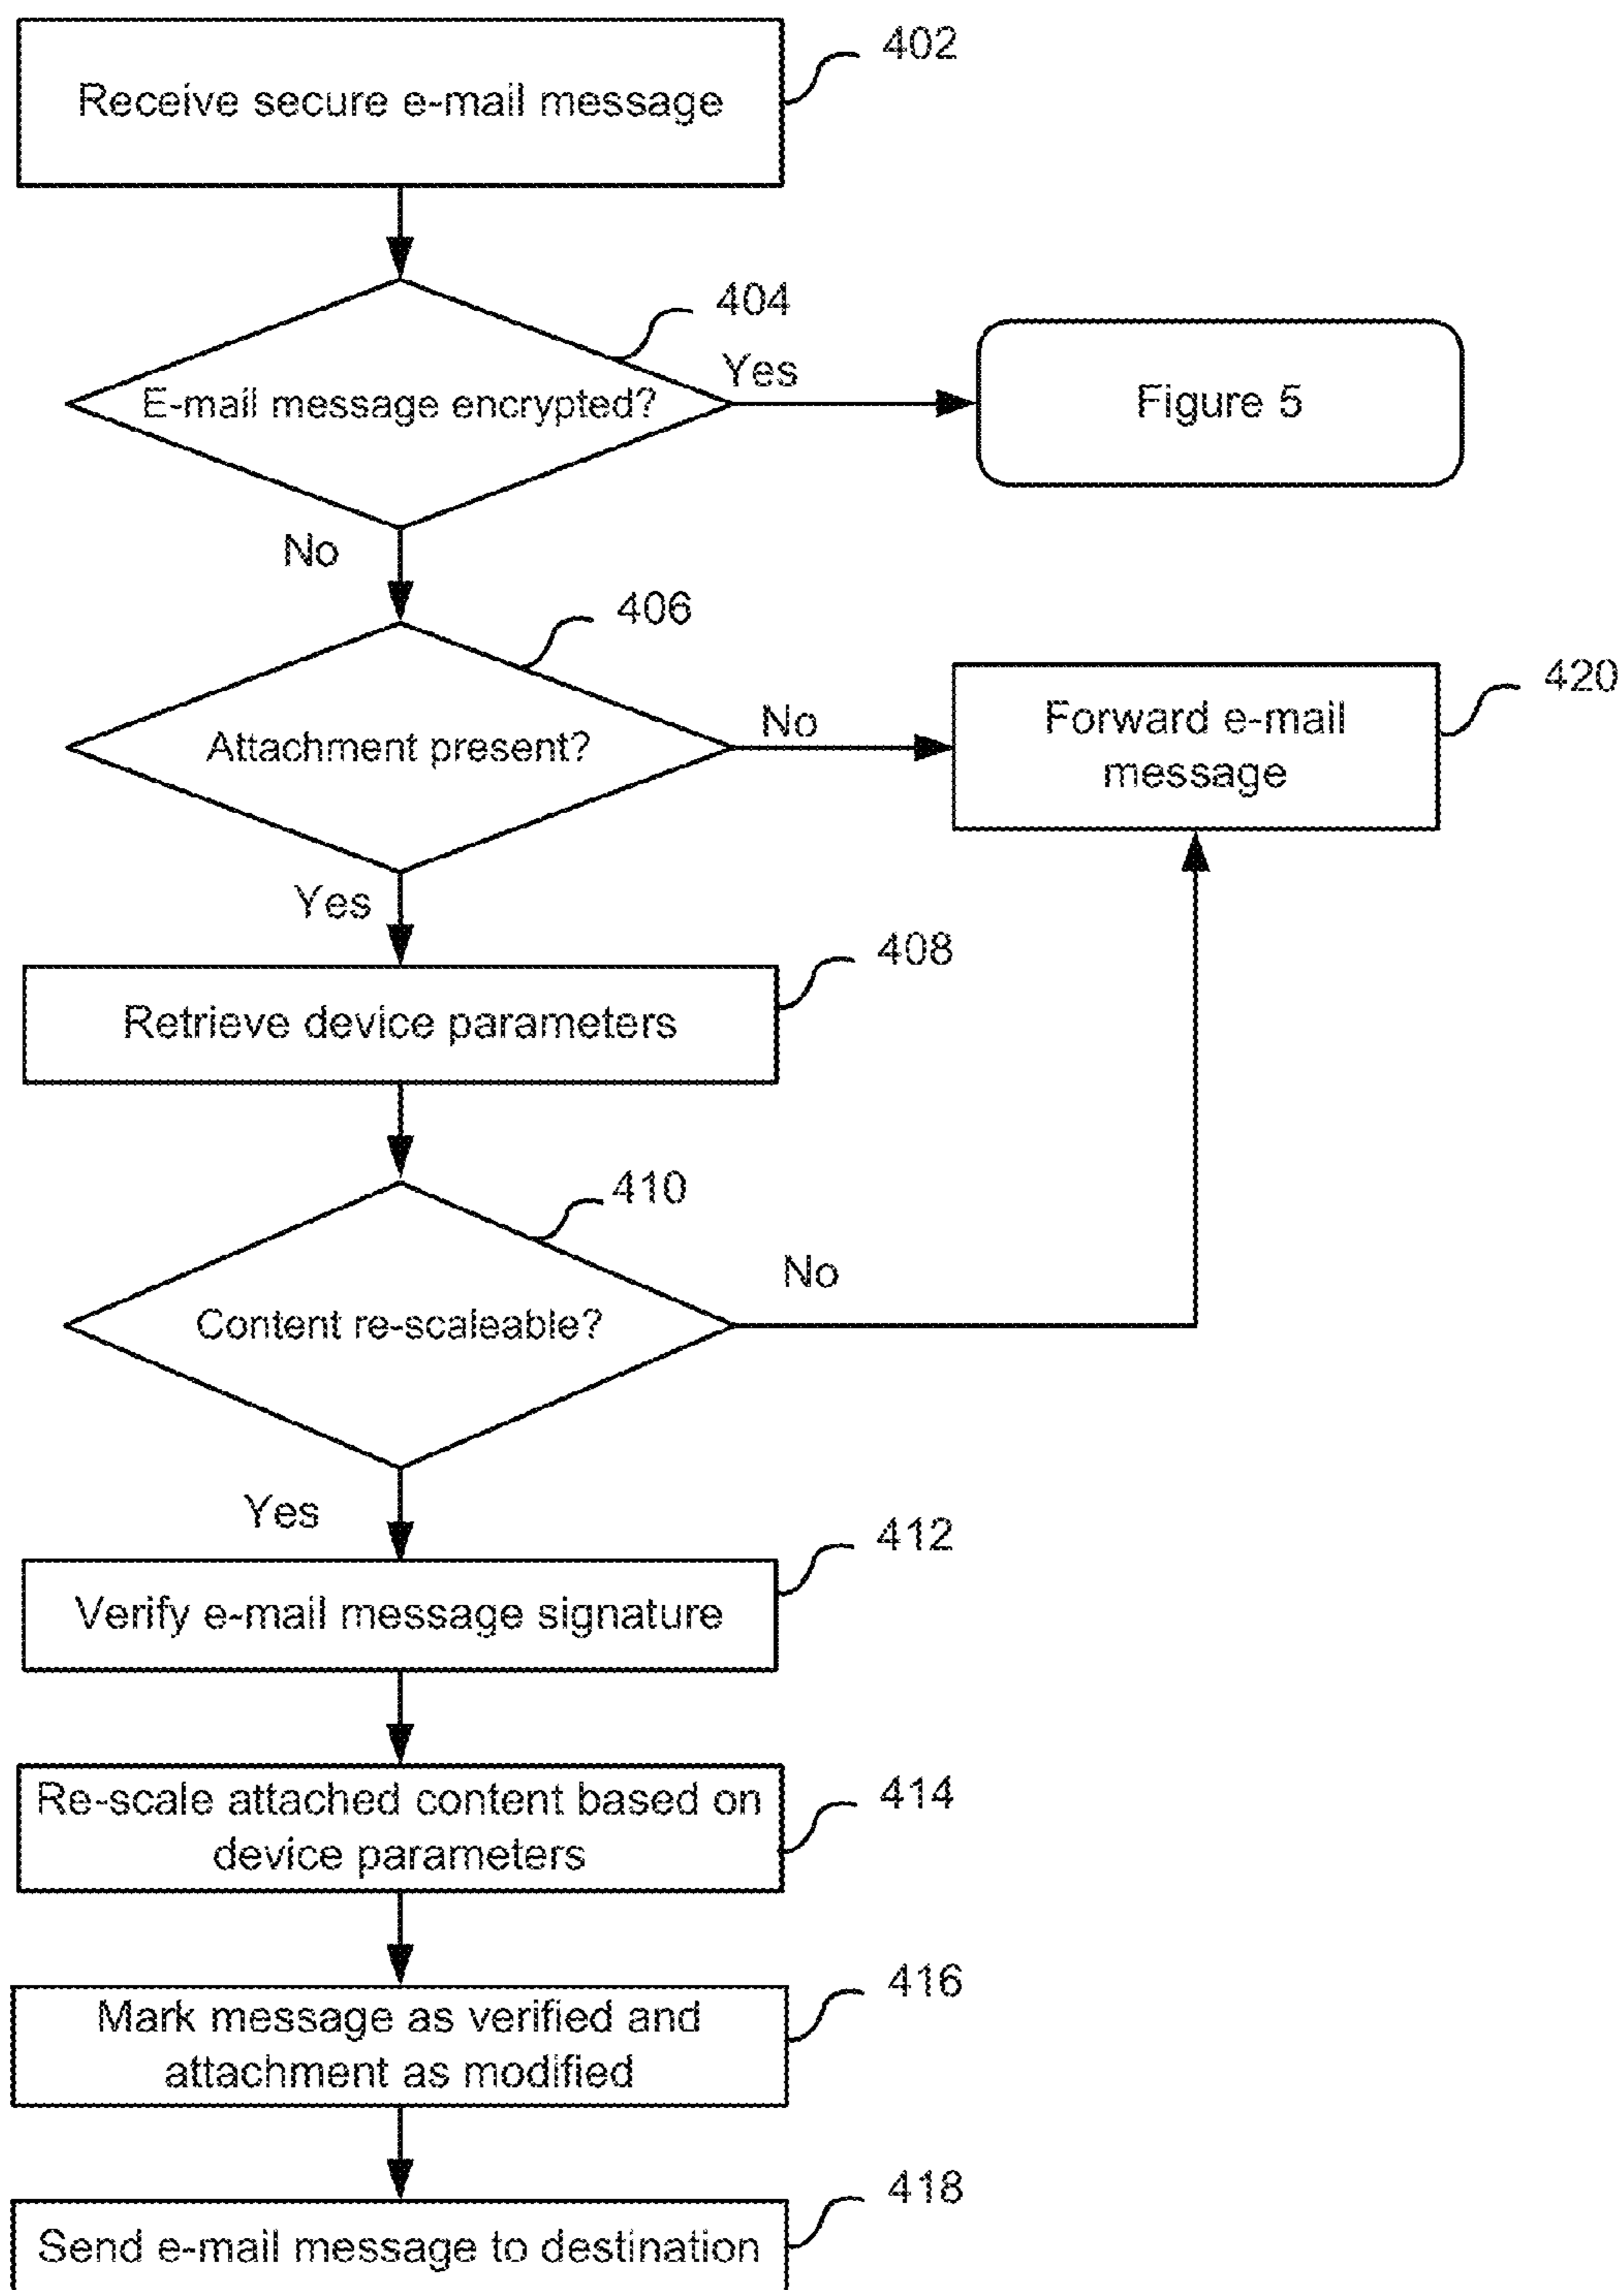 Receive secure e-mail message
402
E-mail message encrypted?
404
Yes
Figure 5
No
Attachment present?
406
No
Forward e-mail
message
420
Yes
Retrieve device parameters
408
Content re-scaleable?
410
No
Yes
Verify e-mail message signature
412
Re-scale attached content based on
device parameters
414
Mark message as verified and
attachment as modified
416
Send e-mail message to destination
418